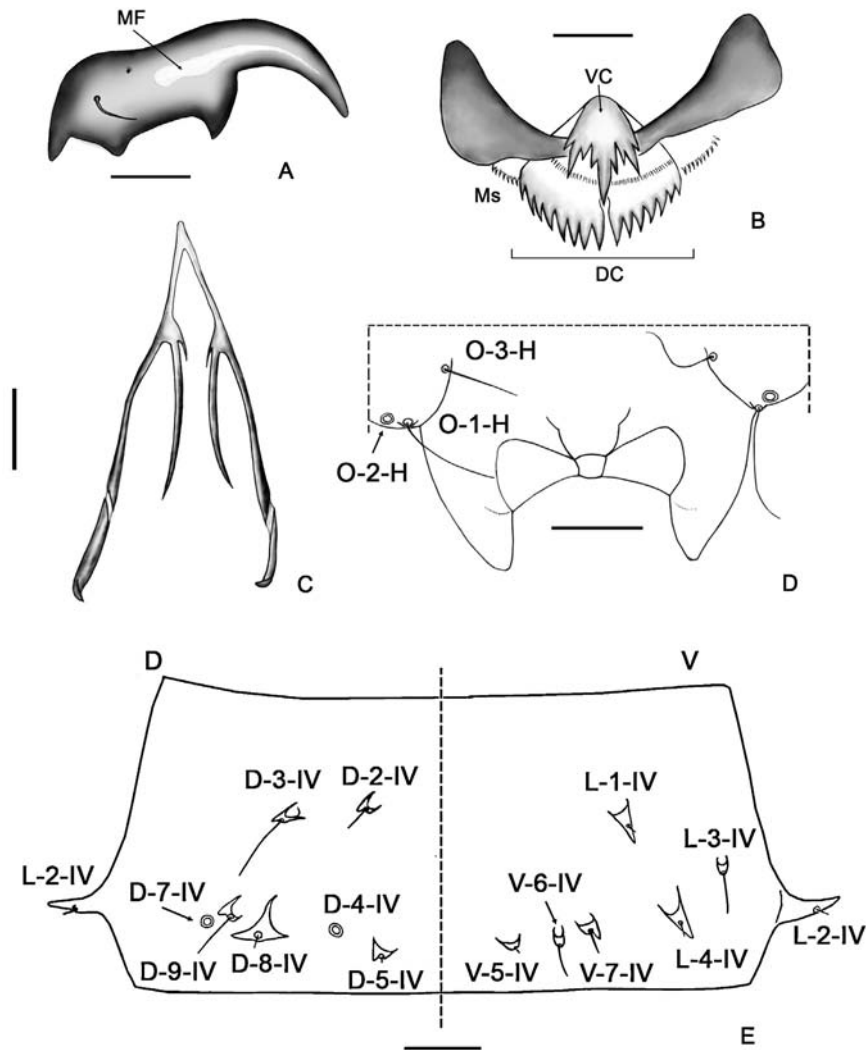 MF
A
VC
Ms
B
DC
C
O-3-H
O-1-H
O-2-H
D
D
V
D-3-IV
D-2-IV
L-1-IV
L-3-IV
L-2-IV
D-7-IV
D-4-IV
V-6-IV
D-9-IV
D-8-IV
D-5-IV
V-5-IV
V-7-IV
L-4-IV
L-2-IV
E